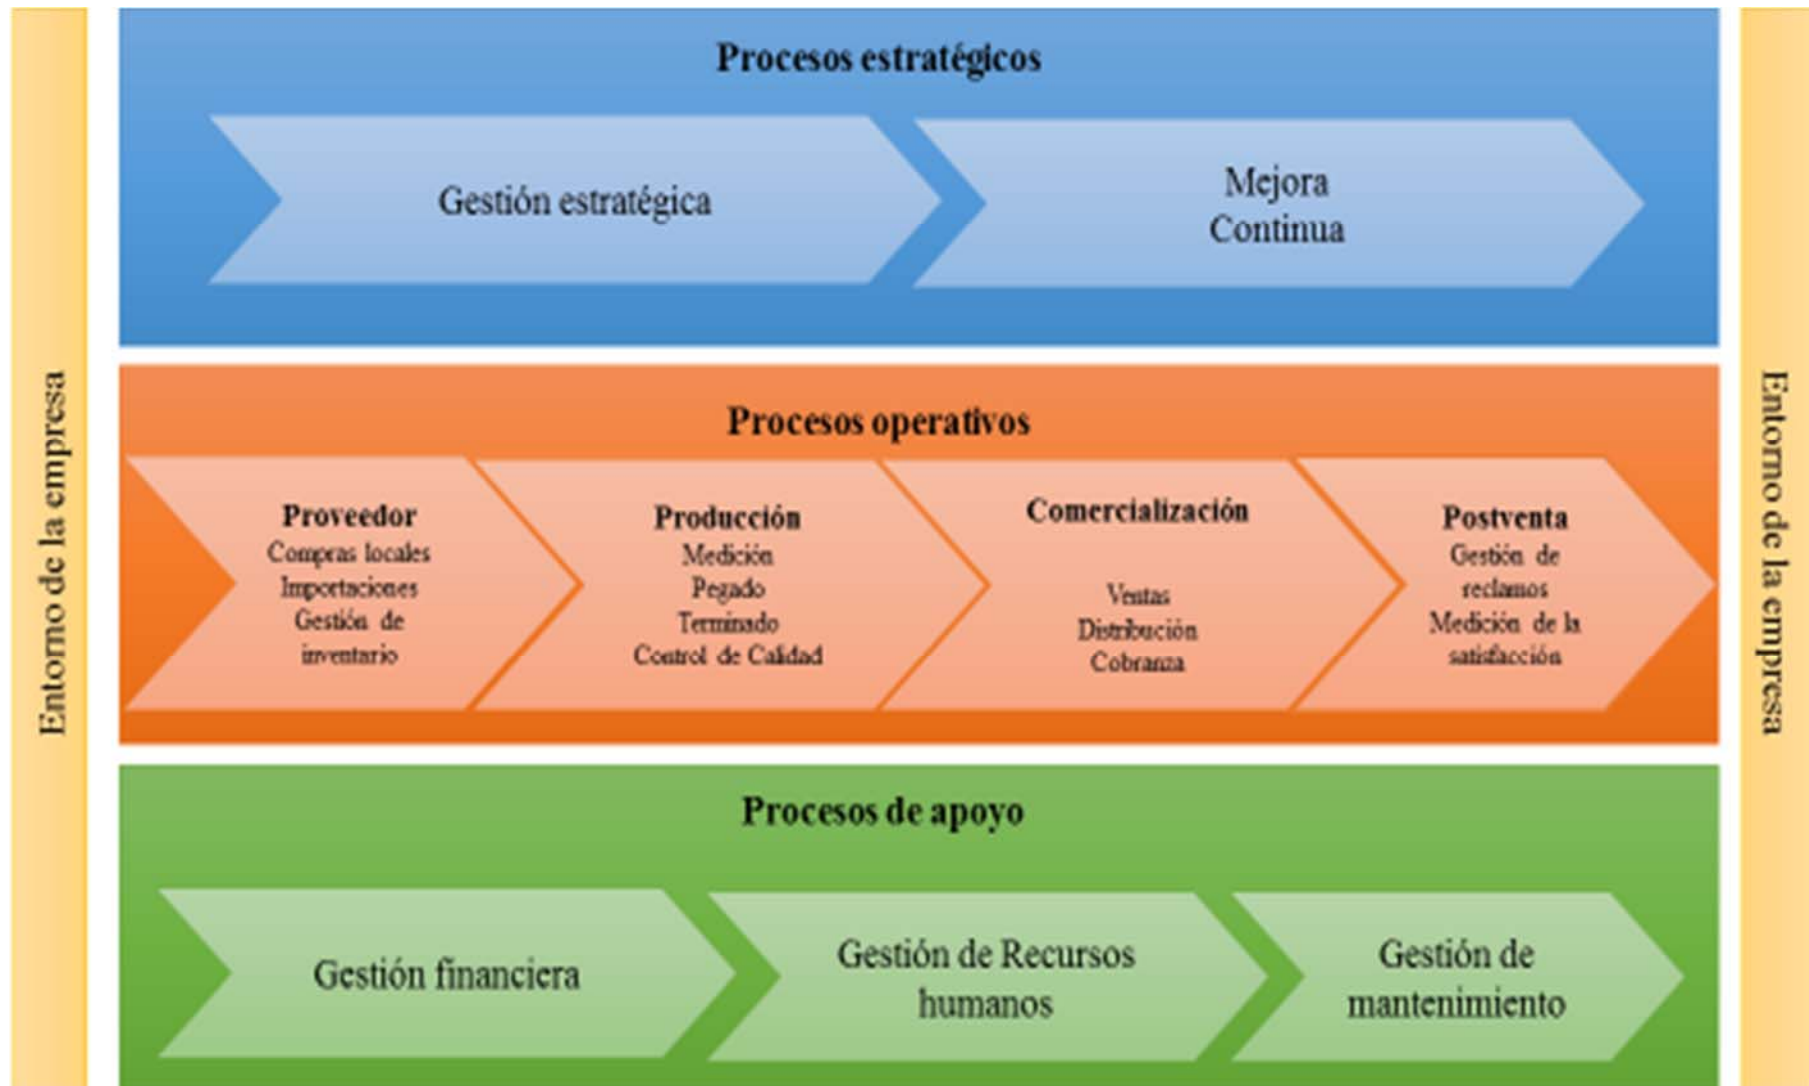 Entorno de la empresa
Procesos estratégicos
Gestión estratégica
Mejora
Continua
Procesos operativos
Proveedor
Compras locales
Importaciones
Gestión de
inventario
Producción
Medición
Pegado
Terminado
Control de Calidad
Comercialización
Ventas
Distribución
Cobranza
Postventa
Gestión de
reclamos
Medición de la
satisfacción
Procesos de apoyo
Gestión financiera
Gestión de Recursos
humanos
Gestión de
mantenimiento
Entorno de la empresa